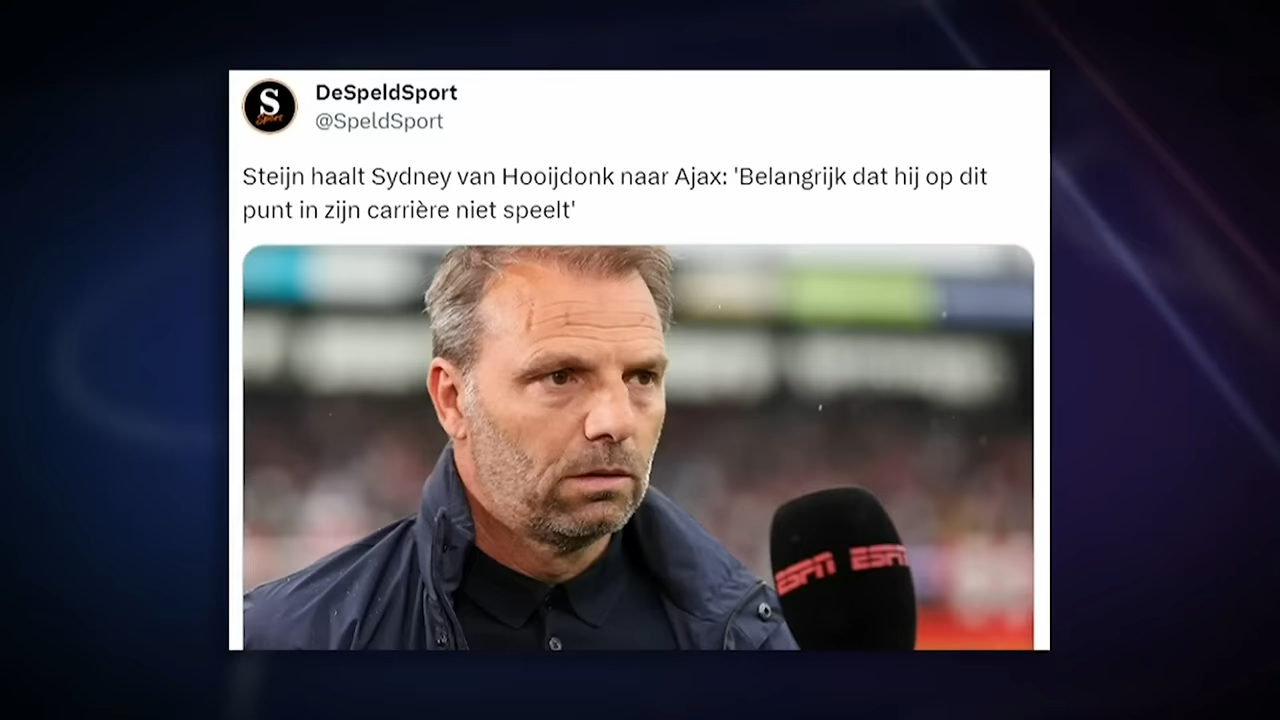 S
Sport
DeSpeldSport
@SpeldSport
Steijn haalt Sydney van Hooijdonk naar Ajax: 'Belangrijk dat hij op dit
punt in zijn carrière niet speelt'
ESPN ESPN